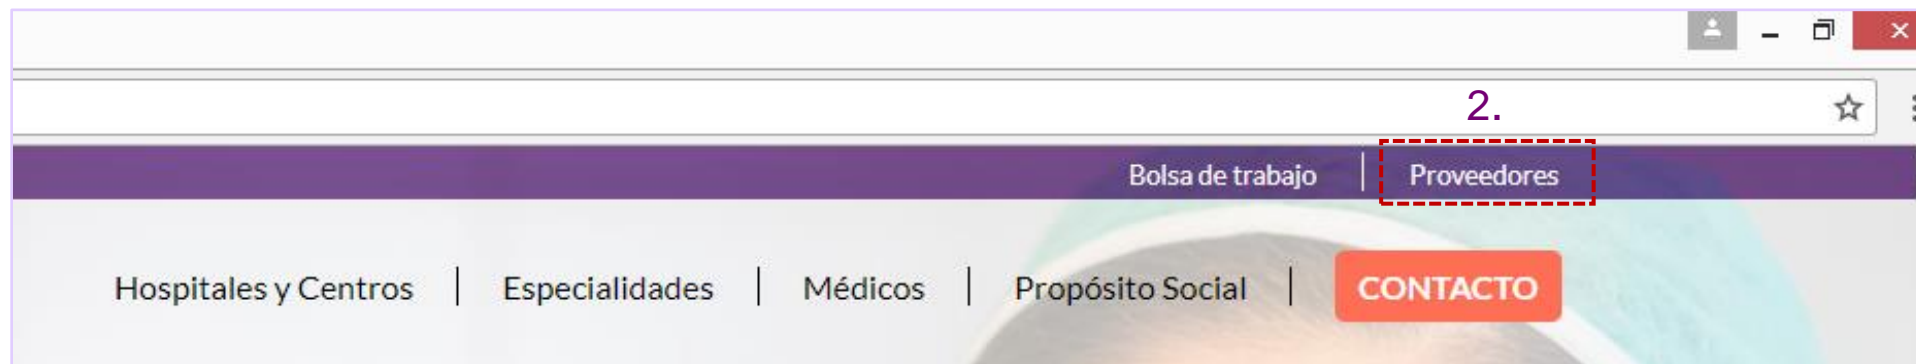 2.
Bolsa de trabajo | Proveedores
Hospitales y Centros | Especialidades | Médicos | Propósito Social | CONTACTO